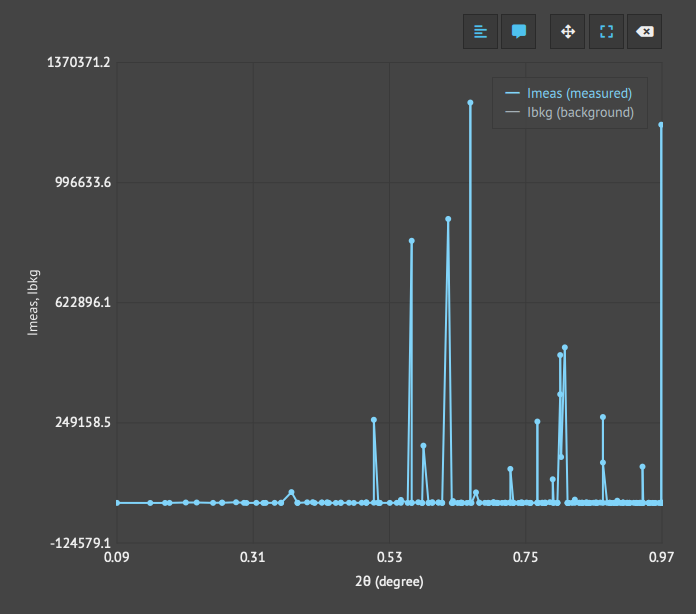 1370371.2
Imeas (measured)
Ibkg (background)
996633.6
622896.1
Imeas, Ibkg
249158.5
-124579.1
0.09 0.31 0.53 0.75 0.97
2θ (degree)